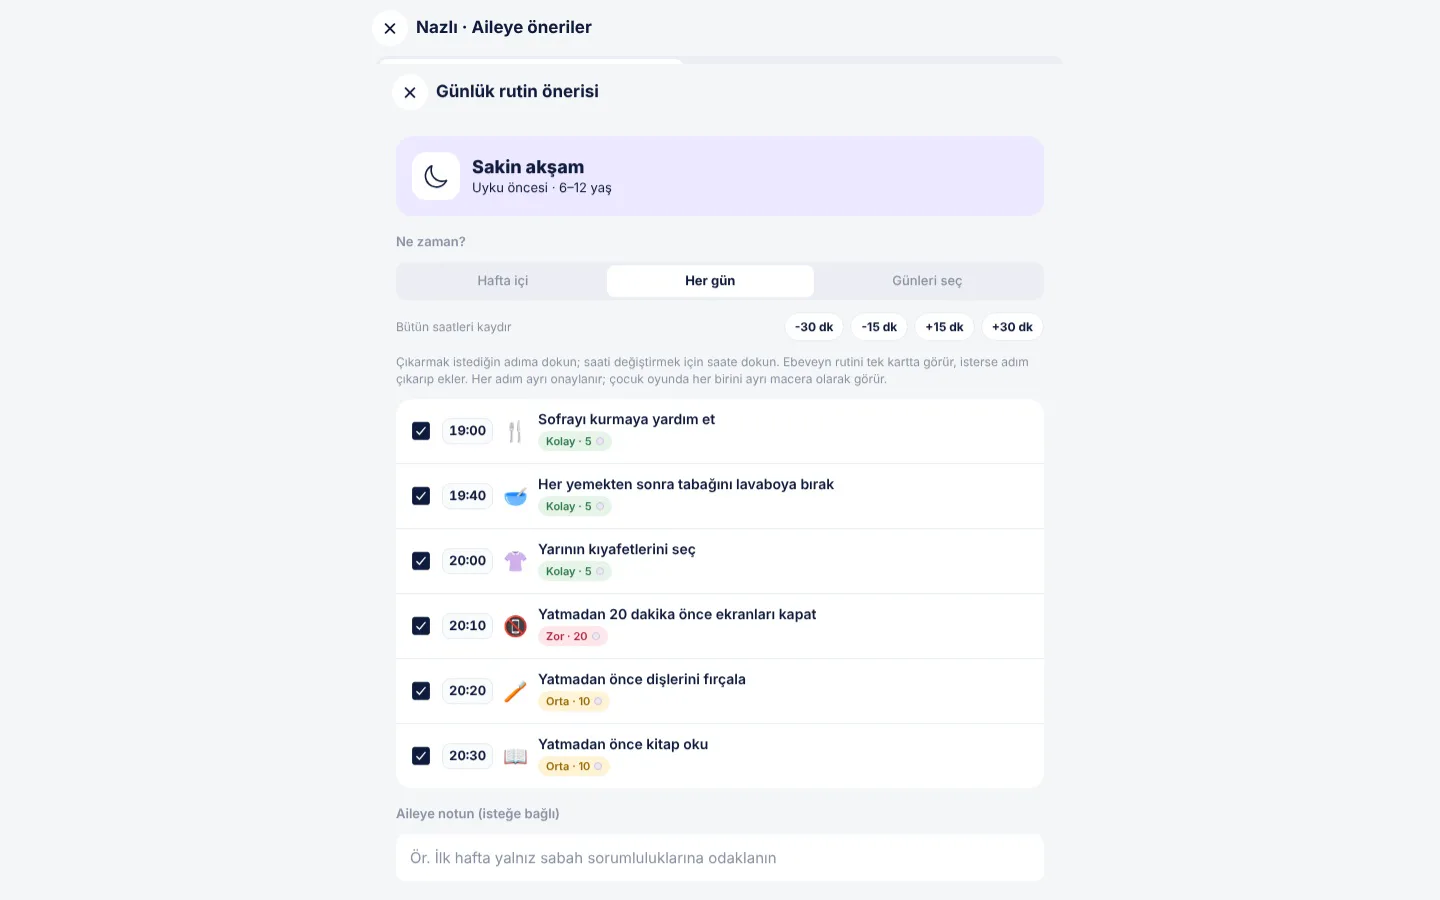 Nazlı · Aileye öneriler
Günlük rutin önerisi
Sakin akşam
Uyku öncesi · 6–12 yaş
Ne zaman?
Hafta içi
Her gün
Günleri seç
Bütün saatleri kaydır
-30 dk
-15 dk
+15 dk
+30 dk
Çıkarmak istediğin adıma dokun; saati değiştirmek için saate dokun. Ebeveyn rutini tek kartta görür, isterse adım
çıkarıp ekler. Her adım ayrı onaylanır; çocuk oyunda her birini ayrı macera olarak görür.
19:00
Sofrayı kurmaya yardım et
Kolay · 5
19:40
Her yemekten sonra tabağını lavaboya bırak
Kolay · 5
20:00
Yarının kıyafetlerini seç
Kolay · 5
20:10
Yatmadan 20 dakika önce ekranları kapat
Zor · 20
20:20
Yatmadan önce dişlerini fırçala
Orta · 10
20:30
Yatmadan önce kitap oku
Orta · 10
Aileye notun (isteğe bağlı)
Ör. İlk hafta yalnız sabah sorumluluklarına odaklanın